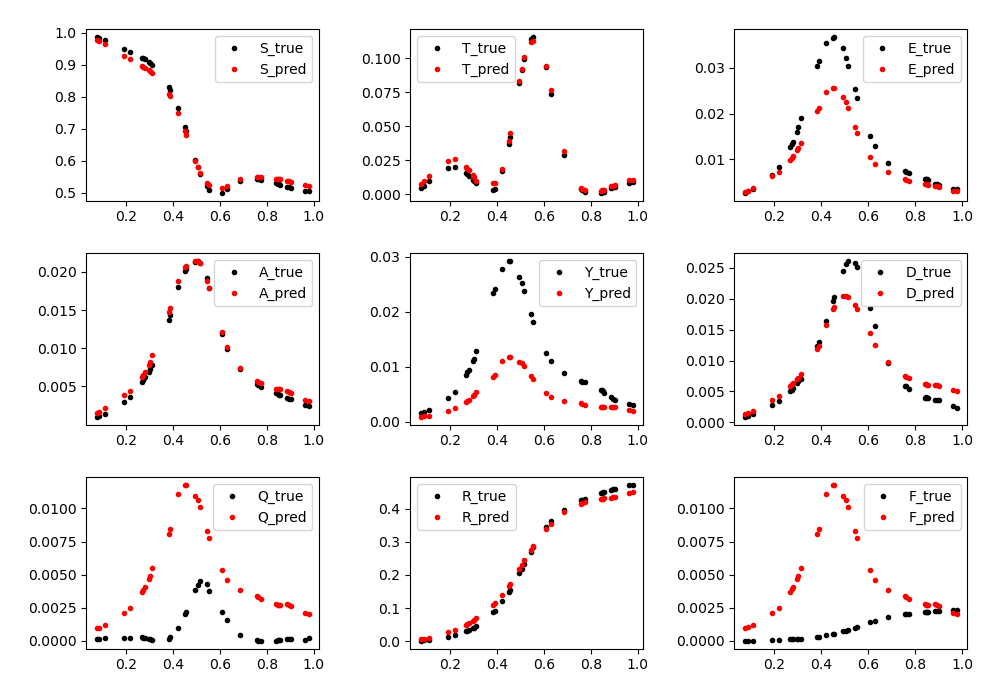 S_true
S_pred
1.0
0.9
0.8
0.7
0.6
0.5
0.2 0.4 0.6 0.8 1.0
T_true
T_pred
0.100
0.075
0.050
0.025
0.000
0.2 0.4 0.6 0.8 1.0
E_true
E_pred
0.03
0.02
0.01
0.2 0.4 0.6 0.8 1.0
A_true
A_pred
0.020
0.015
0.010
0.005
0.2 0.4 0.6 0.8 1.0
Y_true
Y_pred
0.03
0.02
0.01
0.00
0.2 0.4 0.6 0.8 1.0
D_true
D_pred
0.025
0.020
0.015
0.010
0.005
0.000
0.2 0.4 0.6 0.8 1.0
Q_true
Q_pred
0.0100
0.0075
0.0050
0.0025
0.0000
0.2 0.4 0.6 0.8 1.0
R_true
R_pred
0.4
0.3
0.2
0.1
0.0
0.2 0.4 0.6 0.8 1.0
F_true
F_pred
0.0100
0.0075
0.0050
0.0025
0.0000
0.2 0.4 0.6 0.8 1.0